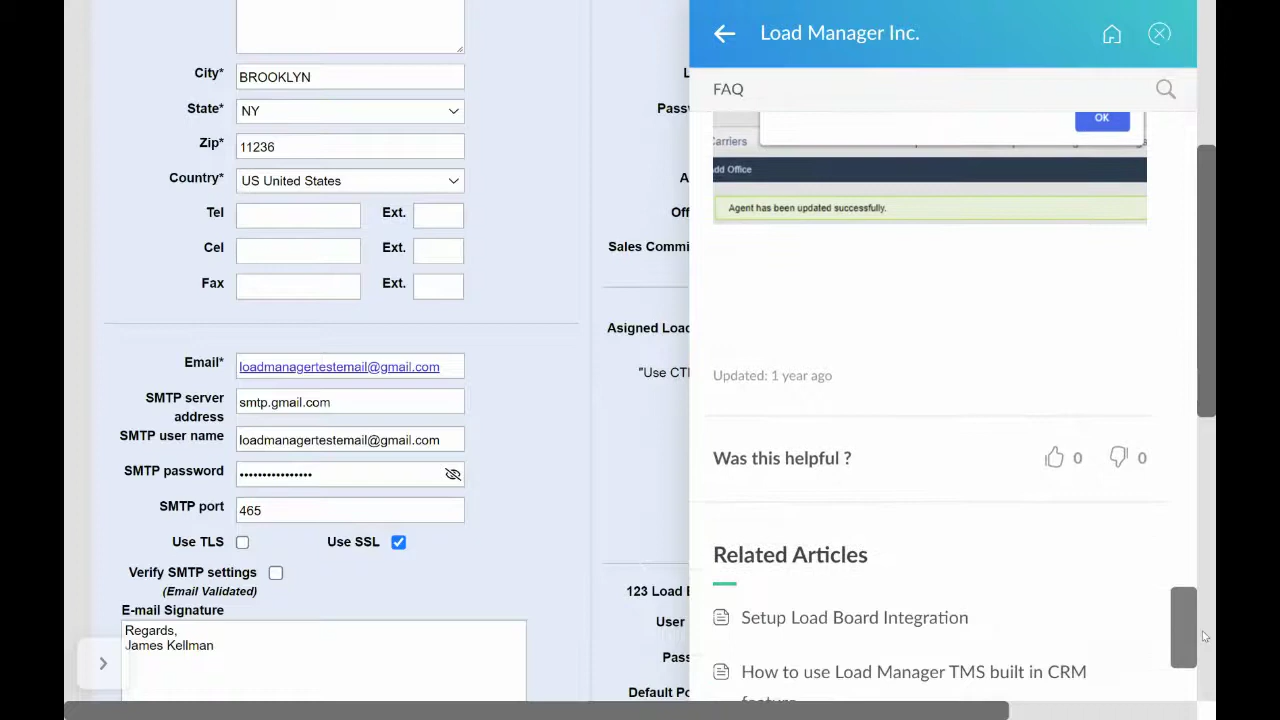 City*
BROOKLYN
State*
NY
Zip*
11236
Country*
US United States
Tel
Ext.
Cel
Ext.
Fax
Ext.
Email*
loadmanagertestemail@gmail.com
SMTP server
address
smtp.gmail.com
SMTP user name
loadmanagertestemail@gmail.com
SMTP password
••••••••••••••••
SMTP port
465
Use TLS
Use SSL
Verify SMTP settings
(Email Validated)
E-mail Signature
Regards,
James Kellman
L
Passw
A
Offi
Sales Commi
Asigned Load
"Use CTR
123 Load B
User
Pass
Default Po
Load Manager Inc.
FAQ
OK
Carriers
dd Office
Agent has been updated successfully.
Updated: 1 year ago
Was this helpful ?
0
0
Related Articles
Setup Load Board Integration
How to use Load Manager TMS built in CRM
feature